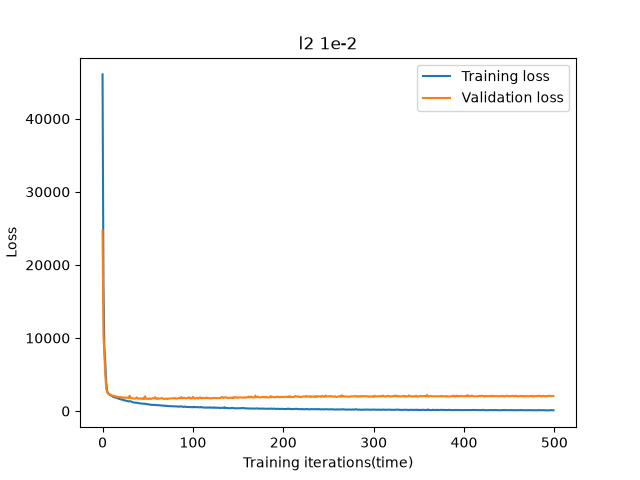 l2 1e-2
Training loss
Validation loss
40000
30000
20000
10000
0
Loss
0 100 200 300 400 500
Training iterations(time)